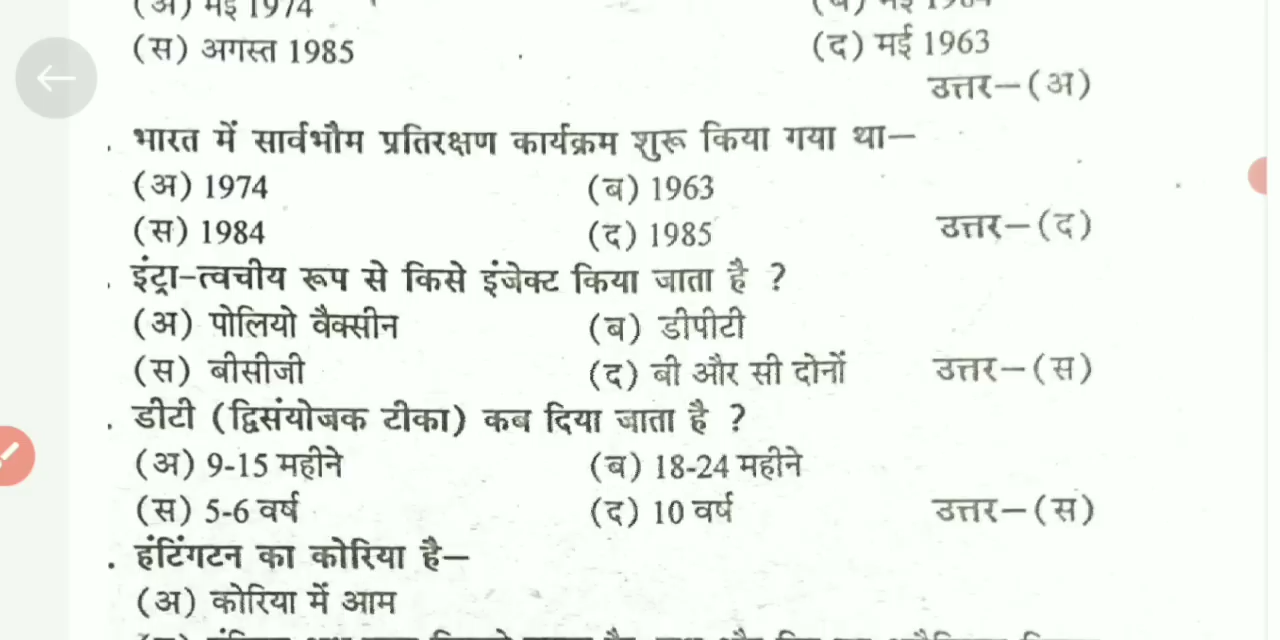 (अ) मई 1974
(स) अगस्त 1985 (द) मई 1963
उत्तर–(अ)
. भारत में सार्वभौम प्रतिरक्षण कार्यक्रम शुरू किया गया था–
(अ) 1974 (ब) 1963
(स) 1984 (द) 1985 उत्तर–(द)
. इंट्रा-त्वचीय रूप से किसे इंजेक्ट किया जाता है ?
(अ) पोलियो वैक्सीन (ब) डीपीटी
(स) बीसीजी (द) बी और सी दोनों उत्तर–(स)
. डीटी (द्विसंयोजक टीका) कब दिया जाता है ?
(अ) 9-15 महीने (ब) 18-24 महीने
(स) 5-6 वर्ष (द) 10 वर्ष उत्तर–(स)
. हंटिंगटन का कोरिया है–
(अ) कोरिया में आम